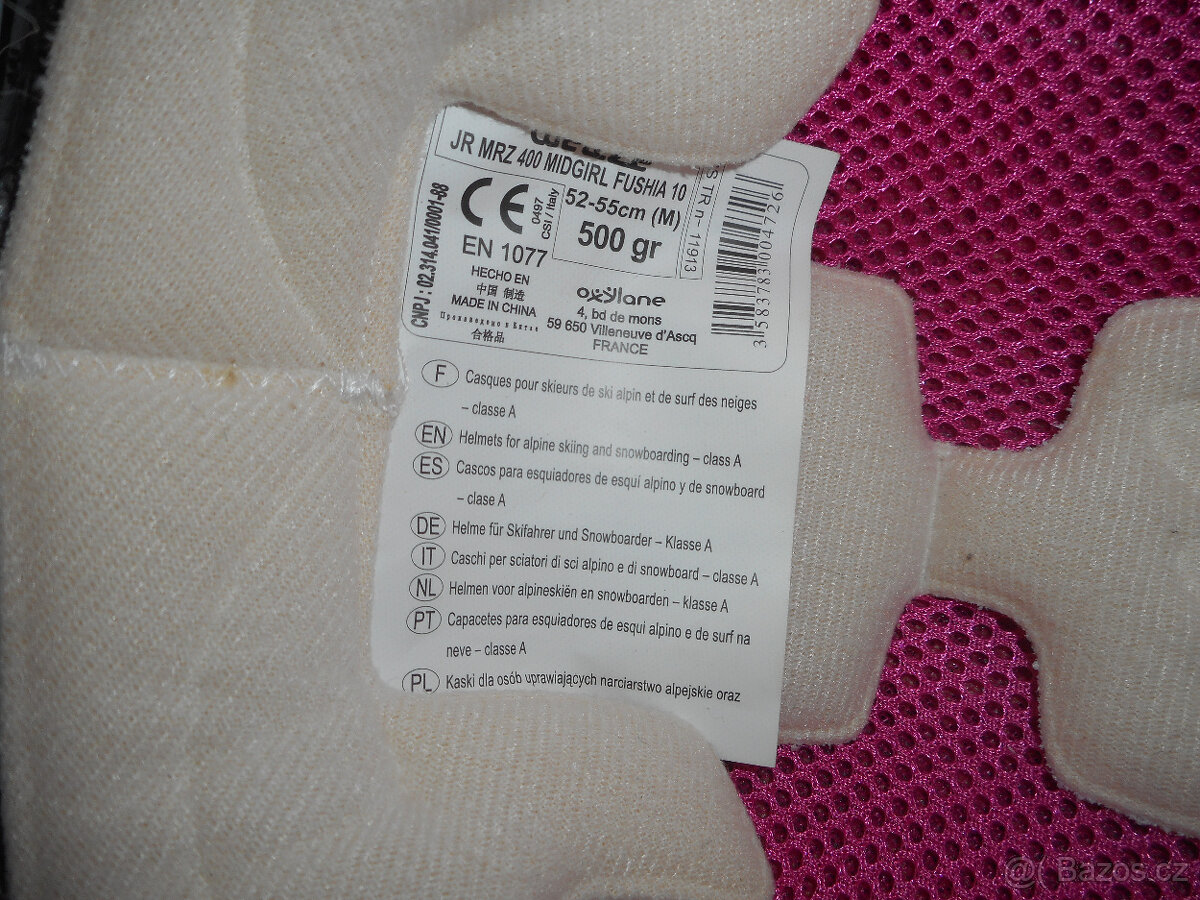 JR MRZ 400 MIDGIRL FUSHIA 10
CNPJ : 02.314.041/0001-88
CE
0497
CSI / Italy
52-55cm (M)
500 gr
S TR n~ 11913
3 583783 004726
EN 1077
HECHO EN
中国 制造
MADE IN CHINA
Произведено в Китае
合格品
oxylane
4, bd de mons
59 650 Villeneuve d'Ascq
FRANCE
F Casques pour skieurs de ski alpin et de surf des neiges
– classe A
EN Helmets for alpine skiing and snowboarding – class A
ES Cascos para esquiadores de esquí alpino y de snowboard
– clase A
DE Helme für Skifahrer und Snowboarder – Klasse A
IT Caschi per sciatori di sci alpino e di snowboard – classe A
NL Helmen voor alpineskiën en snowboarden – klasse A
PT Capacetes para esquiadores de esqui alpino e de surf na
neve – classe A
PL Kaski dla osób uprawiających narciarstwo alpejskie oraz
@ Bazos.cz